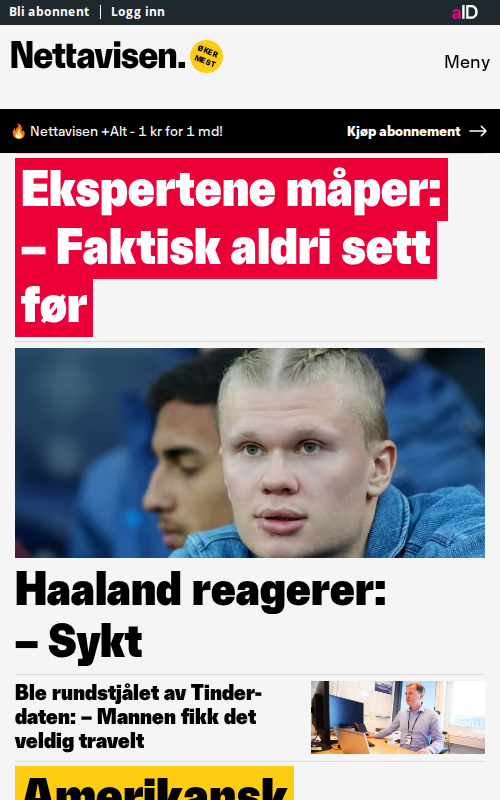 Bli abonnent | Logg inn
aID
Nettavisen.
ØKER
MEST
Meny
🔥 Nettavisen +Alt - 1 kr for 1 md!
Kjøp abonnement →
Ekspertene måper:
– Faktisk aldri sett
før
Haaland reagerer:
– Sykt
Ble rundstjålet av Tinder-
daten: – Mannen fikk det
veldig travelt
Amerikansk